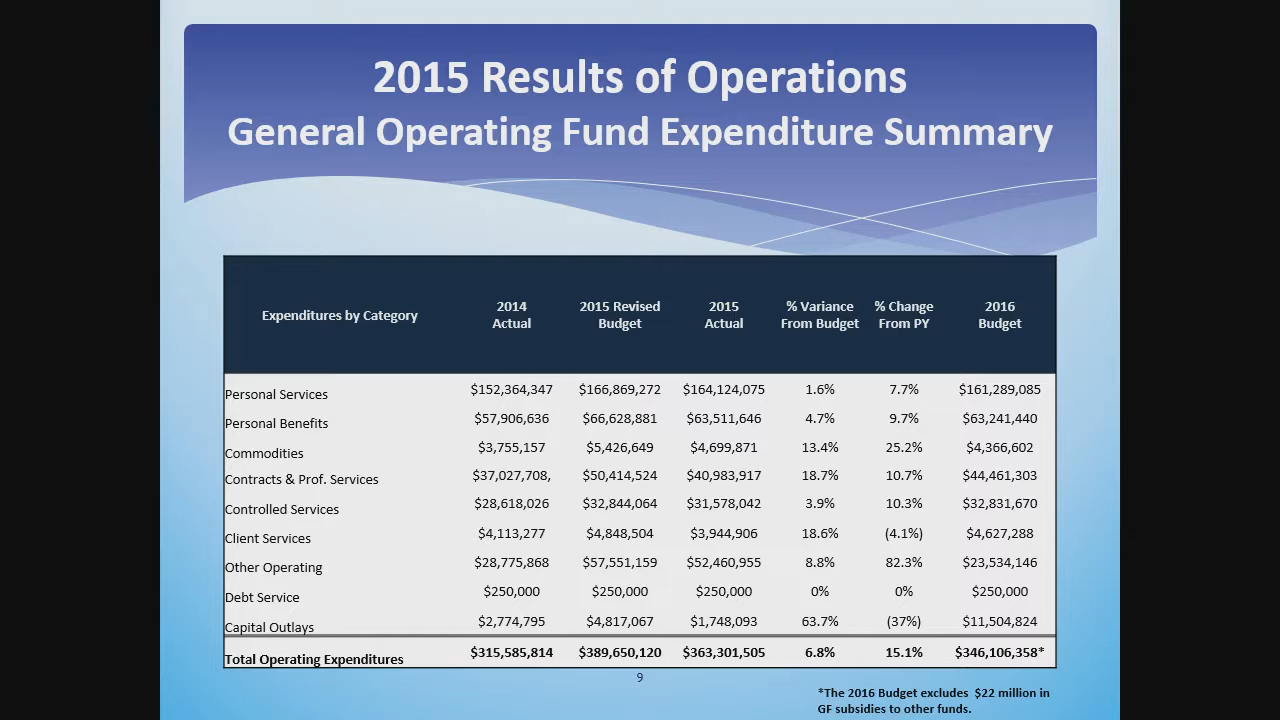 2015 Results of Operations
General Operating Fund Expenditure Summary
Expenditures by Category 2014 Actual 2015 Revised Budget 2015 Actual % Variance From Budget % Change From PY 2016 Budget
Personal Services $152,364,347 $166,869,272 $164,124,075 1.6% 7.7% $161,289,085
Personal Benefits $57,906,636 $66,628,881 $63,511,646 4.7% 9.7% $63,241,440
Commodities $3,755,157 $5,426,649 $4,699,871 13.4% 25.2% $4,366,602
Contracts & Prof. Services $37,027,708, $50,414,524 $40,983,917 18.7% 10.7% $44,461,303
Controlled Services $28,618,026 $32,844,064 $31,578,042 3.9% 10.3% $32,831,670
Client Services $4,113,277 $4,848,504 $3,944,906 18.6% (4.1%) $4,627,288
Other Operating $28,775,868 $57,551,159 $52,460,955 8.8% 82.3% $23,534,146
Debt Service $250,000 $250,000 $250,000 0% 0% $250,000
Capital Outlays $2,774,795 $4,817,067 $1,748,093 63.7% (37%) $11,504,824
Total Operating Expenditures $315,585,814 $389,650,120 $363,301,505 6.8% 15.1% $346,106,358*
9
*The 2016 Budget excludes $22 million in
GF subsidies to other funds.